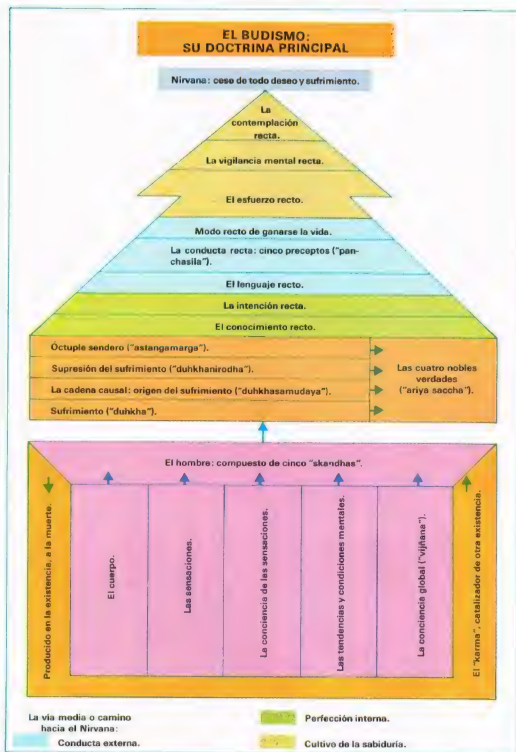 EL BUDISMO:
SU DOCTRINA PRINCIPAL
Nirvana: cese de todo deseo y sufrimiento.
La
contemplación
recta.
La vigilancia mental recta.
El esfuerzo recto.
Modo recto de ganarse la vida.
La conducta recta: cinco preceptos ("pan-
chasila").
El lenguaje recto.
La intención recta.
El conocimiento recto.
Óctuple sendero ("astangamarga").
Supresión del sufrimiento ("duhkhanirodha").
La cadena causal: origen del sufrimiento ("duhkhasamudaya").
Sufrimiento ("duhkha").
Las cuatro nobles
verdades
("ariya saccha").
El hombre: compuesto de cinco "skandhas".
Producido en la existencia, a la muerte.
El cuerpo.
Las sensaciones.
La conciencia de las sensaciones.
Las tendencias y condiciones mentales.
La conciencia global ("vijñana").
El "karma", catalizador de otra existencia.
La via media o camino
hacia el Nirvana:
Conducta externa.
Perfección interna.
Cultivo de la sabiduría.